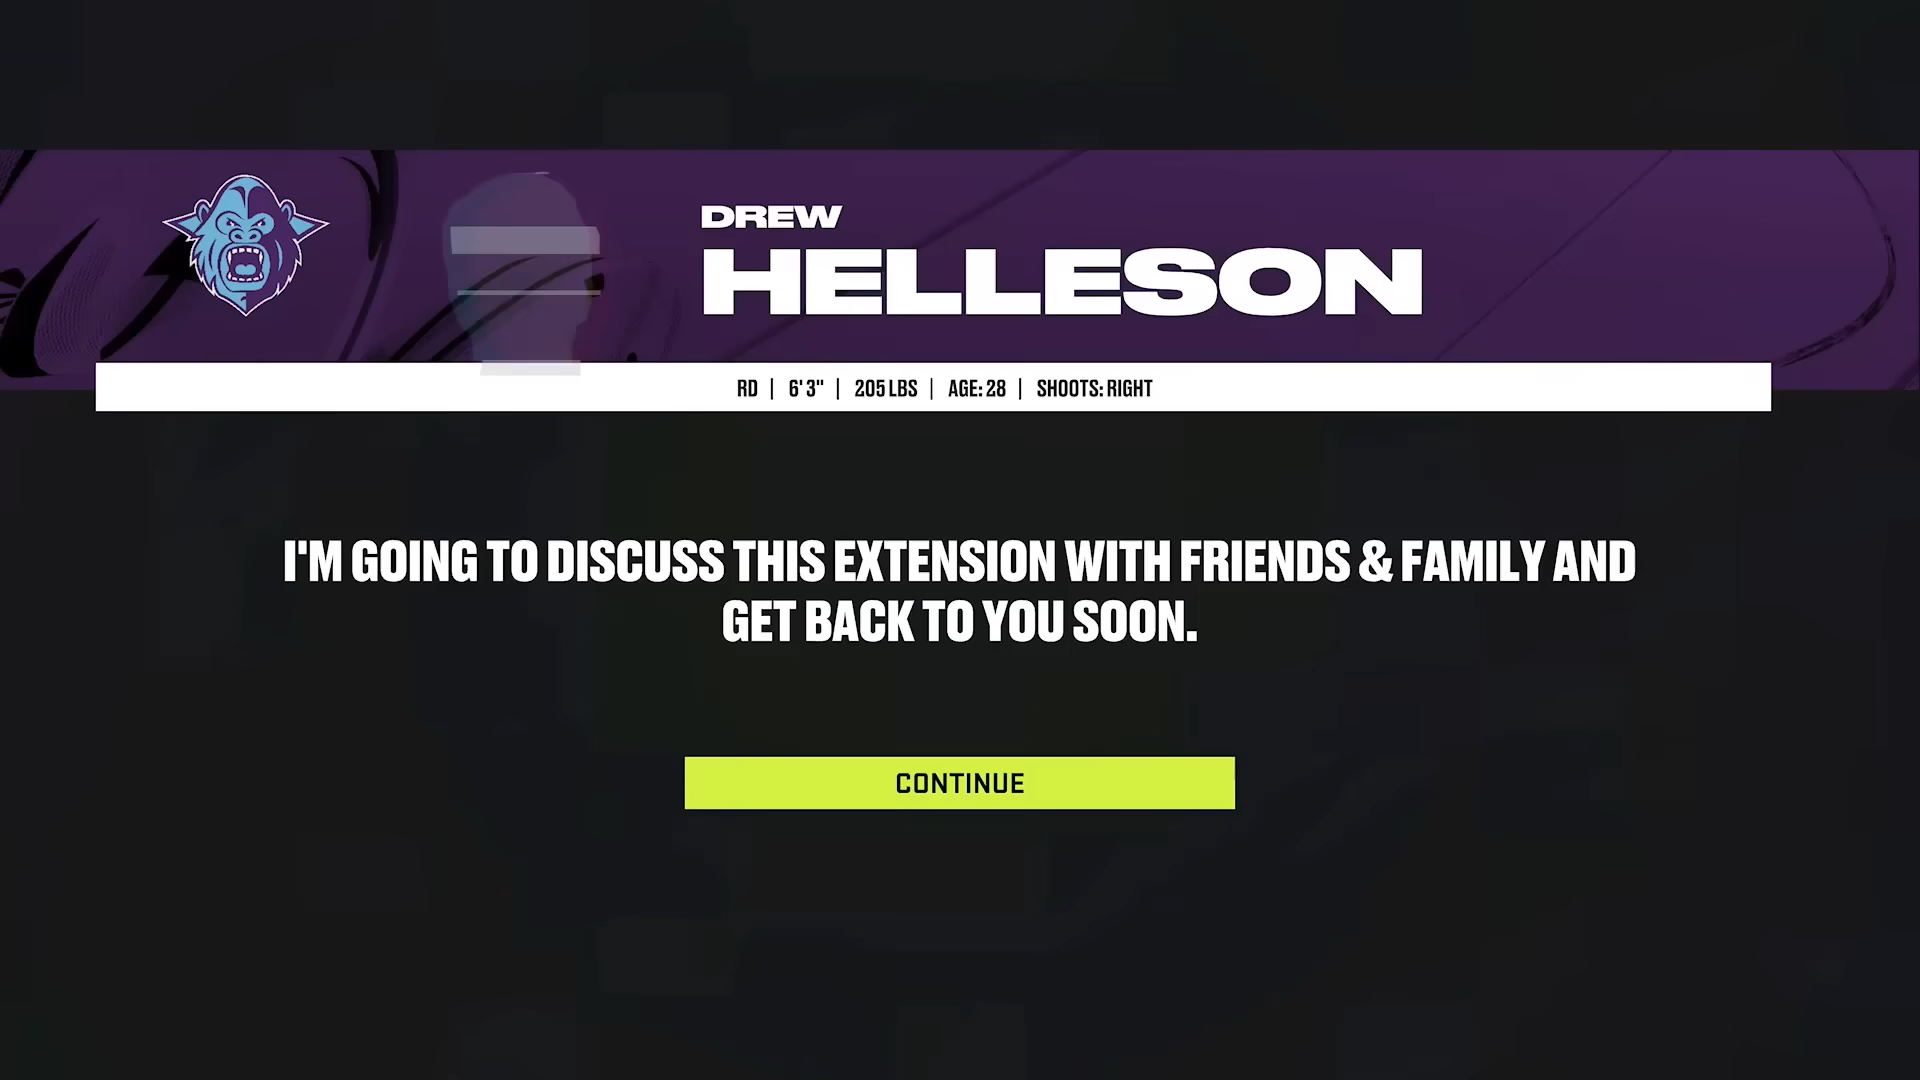 DREW
HELLESON
RD | 6' 3" | 205 LBS | AGE: 28 | SHOOTS: RIGHT
I'M GOING TO DISCUSS THIS EXTENSION WITH FRIENDS & FAMILY AND
GET BACK TO YOU SOON.
CONTINUE